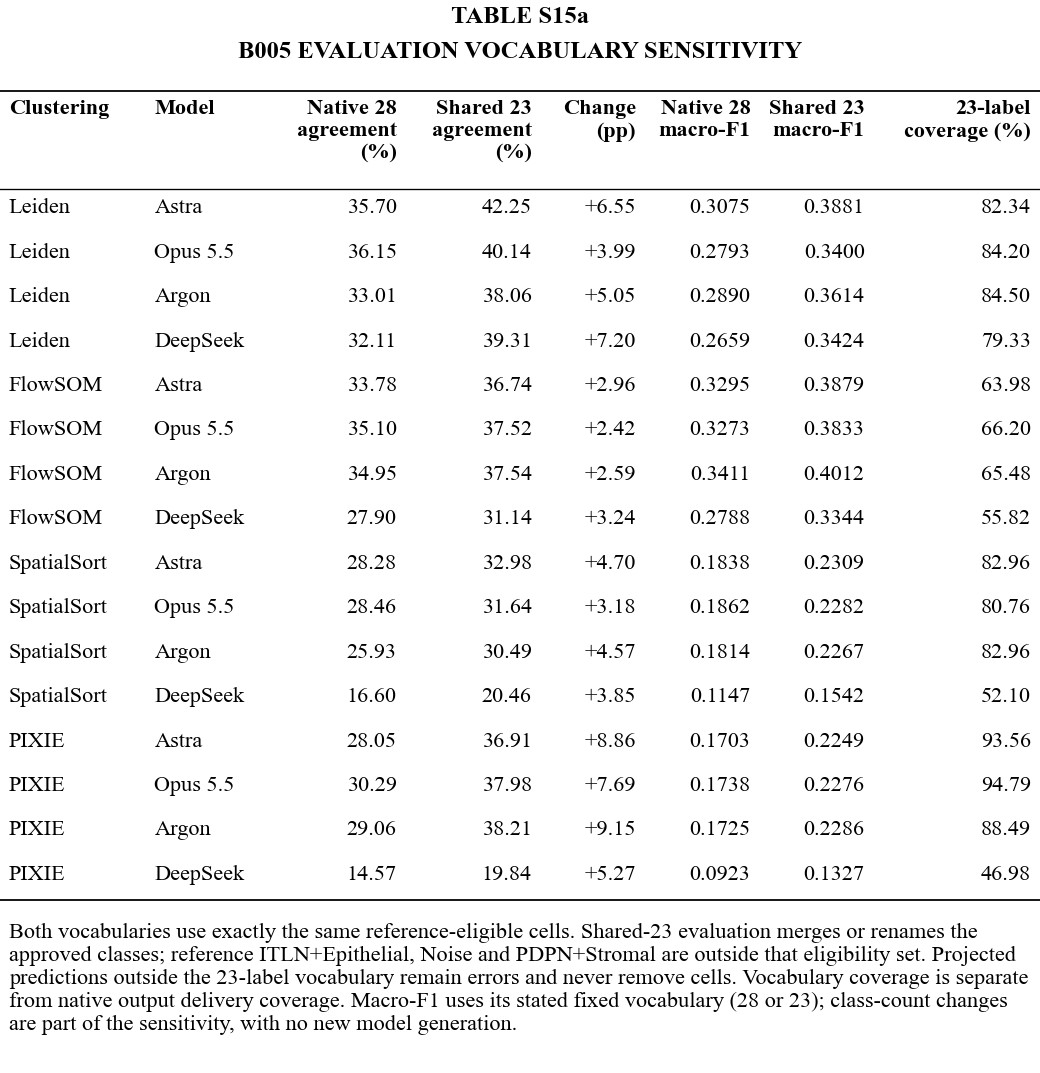 TABLE S15a
B005 EVALUATION VOCABULARY SENSITIVITY
Clustering Model Native 28 agreement (%) Shared 23 agreement (%) Change (pp) Native 28 macro-F1 Shared 23 macro-F1 23-label coverage (%)
Leiden Astra 35.70 42.25 +6.55 0.3075 0.3881 82.34
Leiden Opus 5.5 36.15 40.14 +3.99 0.2793 0.3400 84.20
Leiden Argon 33.01 38.06 +5.05 0.2890 0.3614 84.50
Leiden DeepSeek 32.11 39.31 +7.20 0.2659 0.3424 79.33
FlowSOM Astra 33.78 36.74 +2.96 0.3295 0.3879 63.98
FlowSOM Opus 5.5 35.10 37.52 +2.42 0.3273 0.3833 66.20
FlowSOM Argon 34.95 37.54 +2.59 0.3411 0.4012 65.48
FlowSOM DeepSeek 27.90 31.14 +3.24 0.2788 0.3344 55.82
SpatialSort Astra 28.28 32.98 +4.70 0.1838 0.2309 82.96
SpatialSort Opus 5.5 28.46 31.64 +3.18 0.1862 0.2282 80.76
SpatialSort Argon 25.93 30.49 +4.57 0.1814 0.2267 82.96
SpatialSort DeepSeek 16.60 20.46 +3.85 0.1147 0.1542 52.10
PIXIE Astra 28.05 36.91 +8.86 0.1703 0.2249 93.56
PIXIE Opus 5.5 30.29 37.98 +7.69 0.1738 0.2276 94.79
PIXIE Argon 29.06 38.21 +9.15 0.1725 0.2286 88.49
PIXIE DeepSeek 14.57 19.84 +5.27 0.0923 0.1327 46.98
Both vocabularies use exactly the same reference-eligible cells. Shared-23 evaluation merges or renames the
approved classes; reference ITLN+Epithelial, Noise and PDPN+Stromal are outside that eligibility set. Projected
predictions outside the 23-label vocabulary remain errors and never remove cells. Vocabulary coverage is separate
from native output delivery coverage. Macro-F1 uses its stated fixed vocabulary (28 or 23); class-count changes
are part of the sensitivity, with no new model generation.